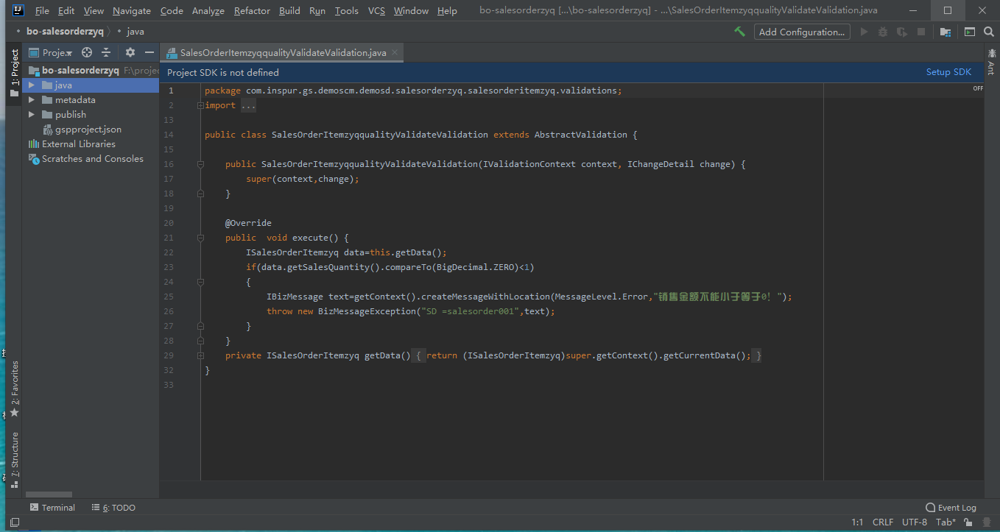 File Edit View Navigate Code Analyze Refactor Build Run Tools VCS Window Help bo-salesorderzyq [...\bo-salesorderzyq] - ...\SalesOrderItemzyqqualityValidateValidation.java
bo-salesorderzyq java Add Configuration...
Proje... SalesOrderItemzyqqualityValidateValidation.java
1: Project
Ant
bo-salesorderzyq F:\projec
java
metadata
publish
gspproject.json
External Libraries
Scratches and Consoles
Project SDK is not defined Setup SDK
OFF
1 package com.inspur.gs.demoscm.demosd.salesorderzyq.salesorderitemzyq.validations;
2 import ...
13
14 public class SalesOrderItemzyqqualityValidateValidation extends AbstractValidation {
15
16 public SalesOrderItemzyqqualityValidateValidation(IValidationContext context, IChangeDetail change) {
17 super(context,change);
18 }
19
20 @Override
21 public  void execute() {
22 ISalesOrderItemzyq data=this.getData();
23 if(data.getSalesQuantity().compareTo(BigDecimal.ZERO)<1)
24 {
25 IBizMessage text=getContext().createMessageWithLocation(MessageLevel.Error,"销售金额不能小于等于0！");
26 throw new BizMessageException("SD =salesorder001",text);
27 }
28 }
29 private ISalesOrderItemzyq getData() { return (ISalesOrderItemzyq)super.getContext().getCurrentData(); }
32 }
33
2: Favorites
7: Structure
Terminal 6: TODO Event Log
1:1 CRLF UTF-8 Tab*